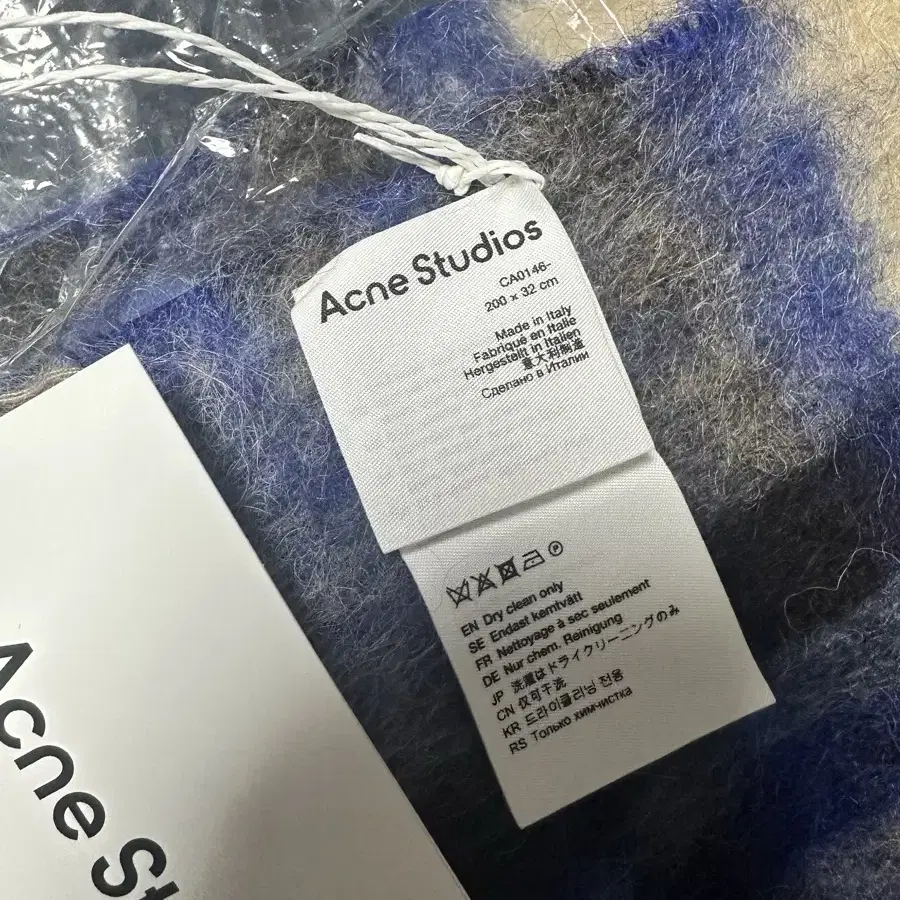 Acne Studios
CA0146-
200 x 32 cm
Made in Italy
Fabriqué en Italie
Hergestellt in Italien
意大利制造
Сделано в Италии
EN Dry clean only
SE Endast kemtvätt
FR Nettoyage à sec seulement
DE Nur chem. Reinigung
JP 洗濯はドライクリーニングのみ
CN 仅可干洗
KR 드라이클리닝 전용
RS Только химчистка
Acne St